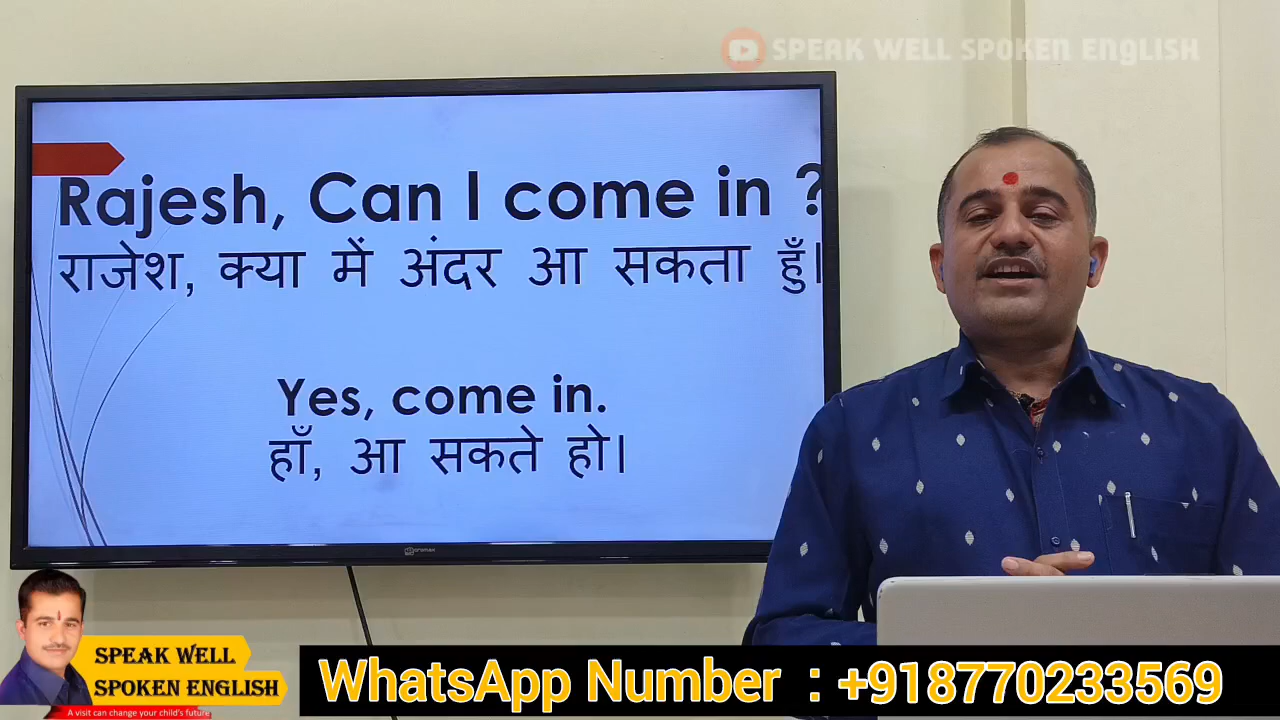 SPEAK WELL SPOKEN ENGLISH
Rajesh, Can I come in ?
राजेश, क्या में अंदर आ सकता हुँ।
Yes, come in.
हाँ, आ सकते हो।
SPEAK WELL
SPOKEN ENGLISH
A visit can change your child's future
WhatsApp Number : +918770233569